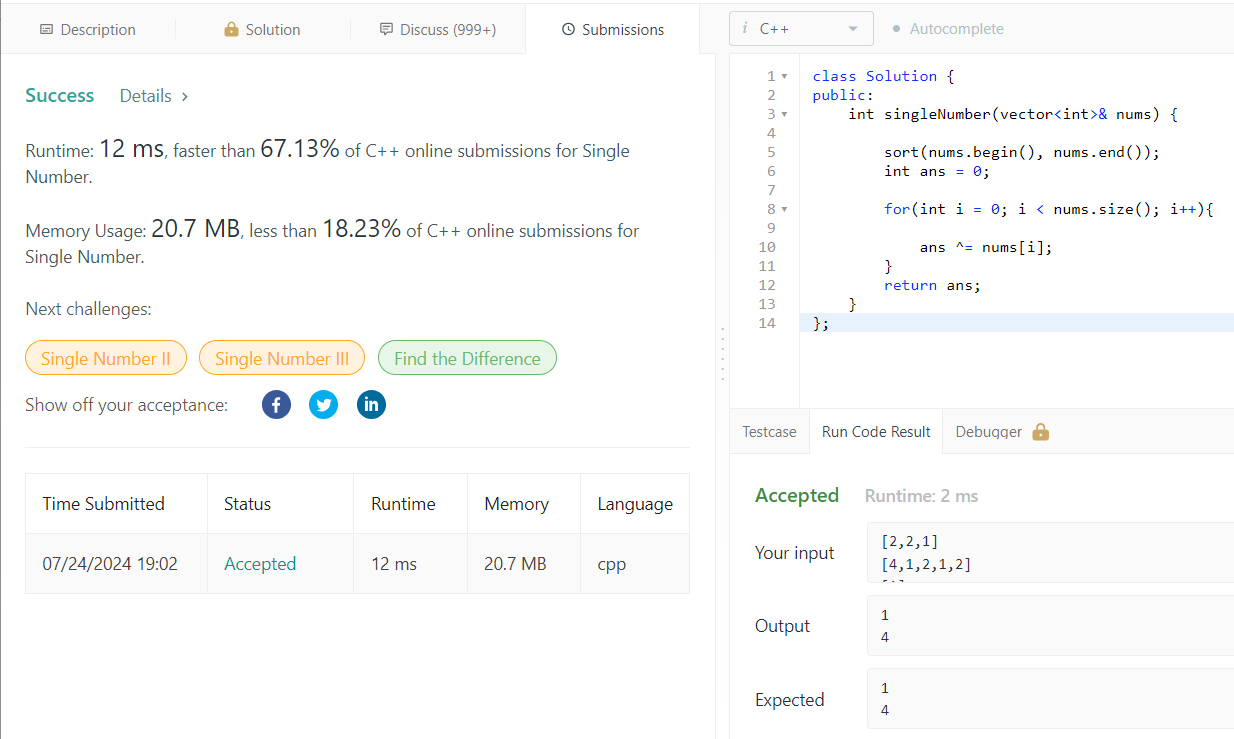 Description
Solution
Discuss (999+)
Submissions
Success Details >
Runtime: 12 ms, faster than 67.13% of C++ online submissions for Single
Number.
Memory Usage: 20.7 MB, less than 18.23% of C++ online submissions for
Single Number.
Next challenges:
Single Number II
Single Number III
Find the Difference
Show off your acceptance:
f
in
Time Submitted Status Runtime Memory Language
07/24/2024 19:02 Accepted 12 ms 20.7 MB cpp
i C++
Autocomplete
1 class Solution {
2 public:
3 int singleNumber(vector<int>& nums) {
4
5 sort(nums.begin(), nums.end());
6 int ans = 0;
7
8 for(int i = 0; i < nums.size(); i++){
9
10 ans ^= nums[i];
11 }
12 return ans;
13 }
14 };
Testcase
Run Code Result
Debugger
Accepted Runtime: 2 ms
Your input
[2,2,1]
[4,1,2,1,2]
Output
1
4
Expected
1
4